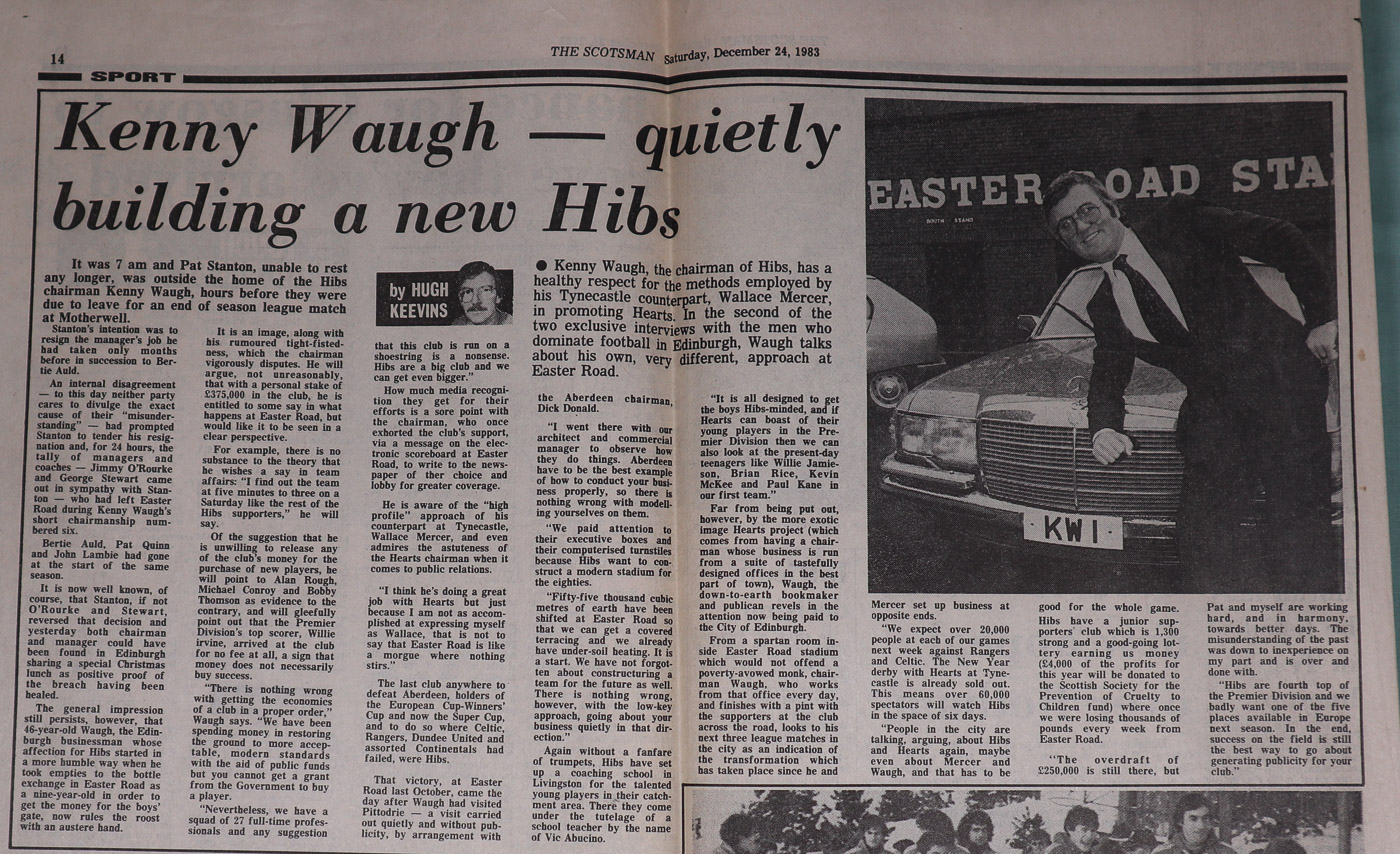 14
THE SCOTSMAN Saturday, December 24, 1983
SPORT
Kenny Waugh — quietly
building a new Hibs
It was 7 am and Pat Stanton, unable to rest
any longer, was outside the home of the Hibs
chairman Kenny Waugh, hours before they were
due to leave for an end of season league match
at Motherwell.
Stanton's intention was to
resign the manager's job he
had taken only months
before in succession to Ber-
tie Auld.
An internal disagreement
— to this day neither party
cares to divulge the exact
cause of their "misunder-
standing" — had prompted
Stanton to tender his resig-
nation and, for 24 hours, the
tally of managers and
coaches — Jimmy O'Rourke
and George Stewart came
out in sympathy with Stan-
ton — who had left Easter
Road during Kenny Waugh's
short chairmanship num-
bered six.
Bertie Auld, Pat Quinn
and John Lambie had gone
at the start of the same
season.
It is now well known, of
course, that Stanton, if not
O'Rourke and Stewart,
reversed that decision and
yesterday both chairman
and manager could have
been found in Edinburgh
sharing a special Christmas
lunch as positive proof of
the breach having been
healed.
The general impression
still persists, however, that
46-year-old Waugh, the Edin-
burgh businessman whose
affection for Hibs started in
a more humble way when he
took empties to the bottle
exchange in Easter Road as
a nine-year-old in order to
get the money for the boys'
gate, now rules the roost
with an austere hand.
It is an image, along with
his rumoured tight-fisted-
ness, which the chairman
vigorously disputes. He will
argue, not unreasonably,
that with a personal stake of
£375,000 in the club, he is
entitled to some say in what
happens at Easter Road, but
would like it to be seen in a
clear perspective.
For example, there is no
substance to the theory that
he wishes a say in team
affairs: "I find out the team
at five minutes to three on a
Saturday like the rest of the
Hibs supporters," he will
say.
Of the suggestion that he
is unwilling to release any
of the club's money for the
purchase of new players, he
will point to Alan Rough,
Michael Conroy and Bobby
Thomson as evidence to the
contrary, and will gleefully
point out that the Premier
Division's top scorer, Willie
irvine, arrived at the club
for no fee at all, a sign that
money does not necessarily
buy success.
"There is nothing wrong
with getting the economics
of a club in a proper order,"
Waugh says. "We have been
spending money in restoring
the ground to more accep-
table, modern standards
with the aid of public funds
but you cannot get a grant
from the Government to buy
a player.
"Nevertheless, we have a
squad of 27 full-time profes-
sionals and any suggestion
by HUGH
KEEVINS
that this club is run on a
shoestring is a nonsense.
Hibs are a big club and we
can get even bigger."
How much media recogni-
tion they get for their
efforts is a sore point with
the chairman, who once
exhorted the club's support,
via a message on the elec-
tronic scoreboard at Easter
Road, to write to the news-
paper of ther choice and
lobby for greater coverage.
He is aware of the "high
profile" approach of his
counterpart at Tynecastle,
Wallace Mercer, and even
admires the astuteness of
the Hearts chairman when it
comes to public relations.
"I think he's doing a great
job with Hearts but just
because I am not as accom-
plished at expressing myself
as Wallace, that is not to
say that Easter Road is like
a morgue where nothing
stirs."
The last club anywhere to
defeat Aberdeen, holders of
the European Cup-Winners'
Cup and now the Super Cup,
and to do so where Celtic,
Rangers, Dundee United and
assorted Continentals had
failed, were Hibs.
That victory, at Easter
Road last October, came the
day after Waugh had visited
Pittodrie — a visit carried
out quietly and without pub-
licity, by arrangement with
● Kenny Waugh, the chairman of Hibs, has a
healthy respect for the methods employed by
his Tynecastle counterpart, Wallace Mercer,
in promoting Hearts. In the second of the
two exclusive interviews with the men who
dominate football in Edinburgh, Waugh talks
about his own, very different, approach at
Easter Road.
the Aberdeen chairman,
Dick Donald.
"I went there with our
architect and commercial
manager to observe how
they do things. Aberdeen
have to be the best example
of how to conduct your busi-
ness properly, so there is
nothing wrong with modell-
ing yourselves on them.
"We paid attention to
their executive boxes and
their computerised turnstiles
because Hibs want to con-
struct a modern stadium for
the eighties.
"Fifty-five thousand cubic
metres of earth have been
shifted at Easter Road so
that we can get a covered
terracing and we already
have under-soil heating. It is
a start. We have not forgot-
ten about constructing a
team for the future as well.
There is nothing wrong,
however, with the low-key
approach, going about your
business quietly in that dir-
ection."
Again without a fanfare
of trumpets, Hibs have set
up a coaching school in
Livingston for the talented
young players in their catch-
ment area. There they come
under the tutelage of a
school teacher by the name
of Vic Abucino.
"It is all designed to get
the boys Hibs-minded, and if
Hearts can boast of their
young players in the Pre-
mier Division then we can
also look at the present-day
teenagers like Willie Jamie-
son, Brian Rice, Kevin
McKee and Paul Kane in
our first team."
Far from being put out,
however, by the more exotic
image Hearts project (which
comes from having a chair-
man whose business is run
from a suite of tastefully
designed offices in the best
part of town), Waugh, the
down-to-earth bookmaker
and publican revels in the
attention now being paid to
the City of Edinburgh.
From a spartan room in-
side Easter Road stadium
which would not offend a
poverty-avowed monk, chair-
man Waugh, who works
from that office every day,
and finishes with a pint with
the supporters at the club
across the road, looks to his
next three league matches in
the city as an indication of
the transformation which
has taken place since he and
EASTER ROAD STA
SOUTH STAND
KW1
Mercer set up business at
opposite ends.
"We expect over 20,000
people at each of our games
next week against Rangers
and Celtic. The New Year
derby with Hearts at Tyne-
castle is already sold out.
This means over 60,000
spectators will watch Hibs
in the space of six days.
"People in the city are
talking, arguing, about Hibs
and Hearts again, maybe
even about Mercer and
Waugh, and that has to be
good for the whole game.
Hibs have a junior sup-
porters' club which is 1,300
strong and a good-going lot-
tery earning us money
(£4,000 of the profits for
this year will be donated to
the Scottish Society for the
Prevention of Cruelty to
Children fund) where once
we were losing thousands of
pounds every week from
Easter Road.
"The overdraft of
£250,000 is still there, but
Pat and myself are working
hard, and in harmony,
towards better days. The
misunderstanding of the past
was down to inexperience on
my part and is over and
done with.
"Hibs are fourth top of
the Premier Division and we
badly want one of the five
places available in Europe
next season. In the end,
success on the field is still
the best way to go about
generating publicity for your
club."